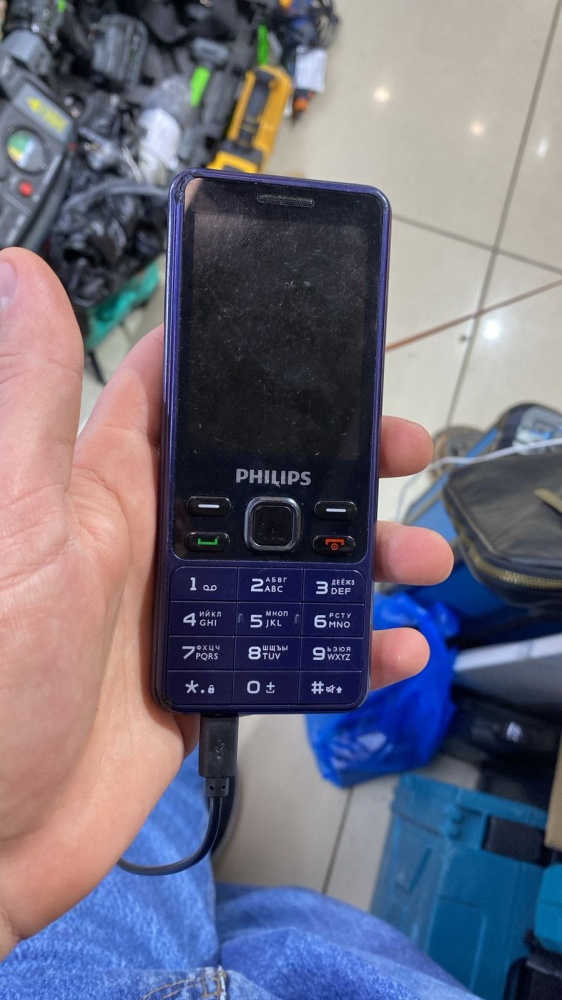 PHILIPS
1
2 АБВГ ABC
3 ДЕЁЖЗ DEF
4 ИЙКЛ GHI
5 МНОП JKL
6 РСТУ MNO
7 ФХЦЧ PQRS
8 ШЩЪЫ TUV
9 ЬЭЮЯ WXYZ
*.
0 +
#